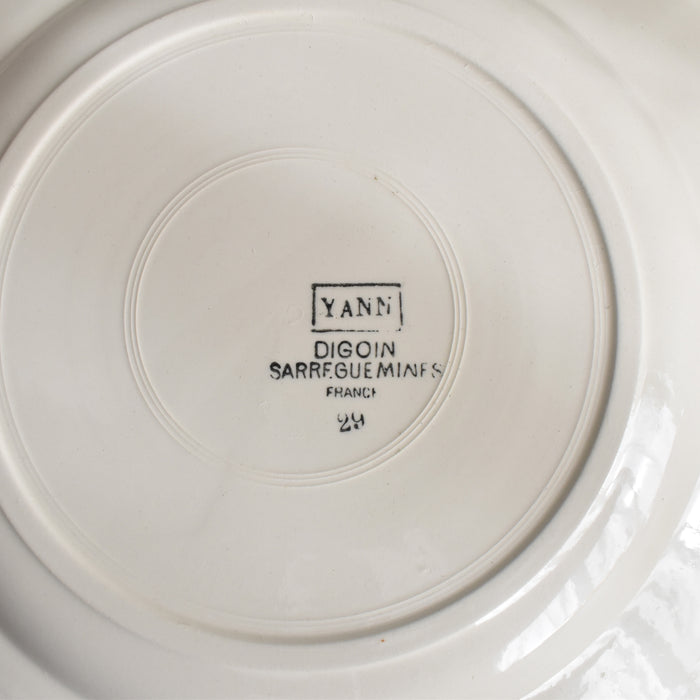 YANN
DIGOIN
SARREGUEMINES
FRANCE
29